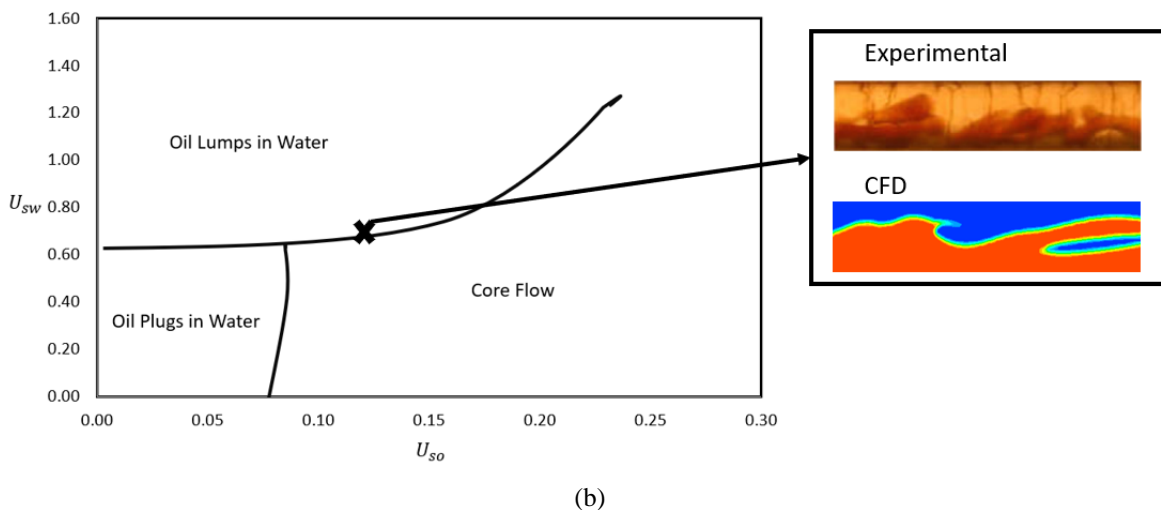 1.60
1.40
1.20
1.00
0.80
0.60
0.40
0.20
0.00
U_sw
Oil Lumps in Water
Oil Plugs in Water
Core Flow
0.00 0.05 0.10 0.15 0.20 0.25 0.30
U_so
Experimental
CFD
(b)